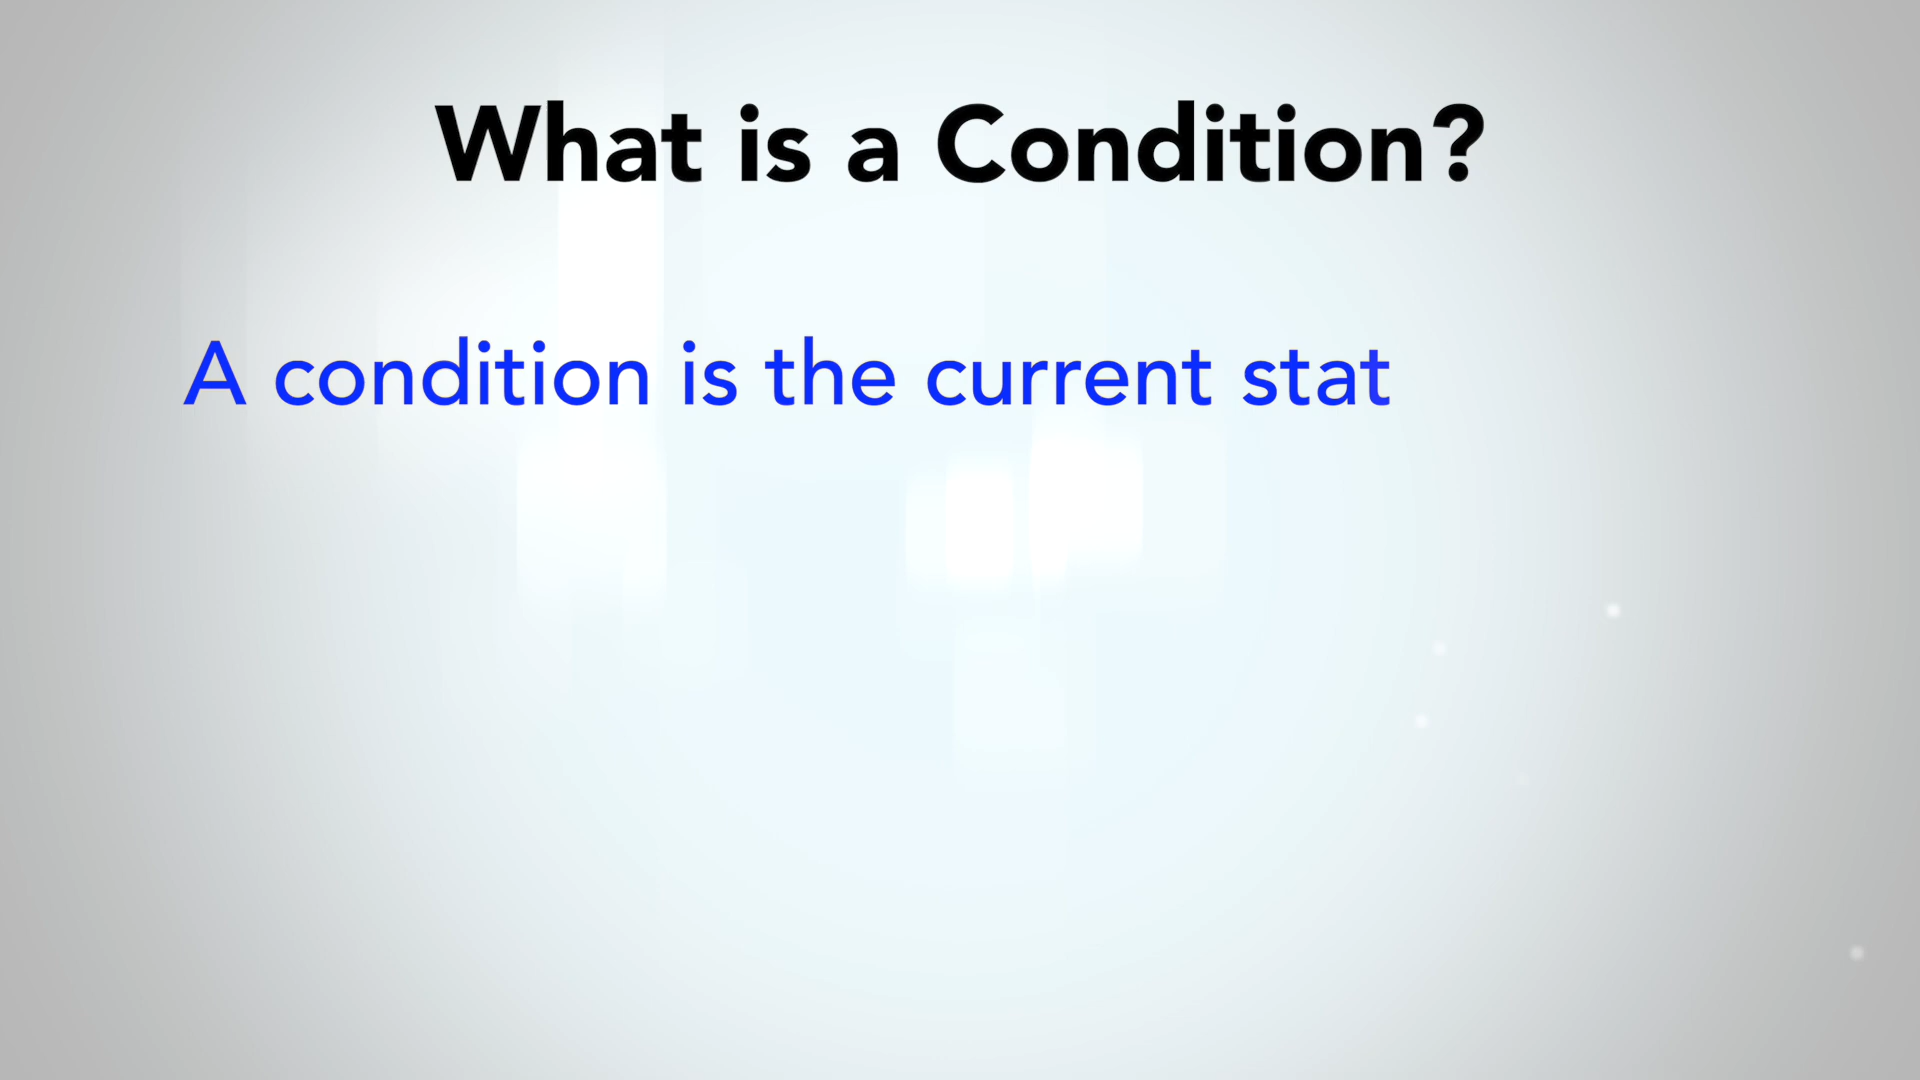 What is a Condition?
A condition is the current stat